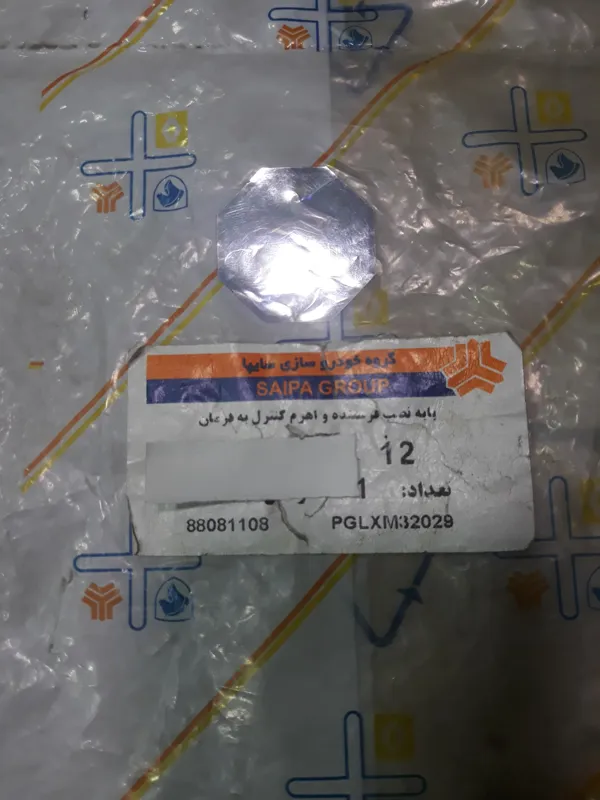 گروه خودرو سازی سایپا
SAIPA GROUP
پایه نصب فرستنده و اهرم کنترل به فرمان
12
تعداد: 1
88081108 PGLXM32029